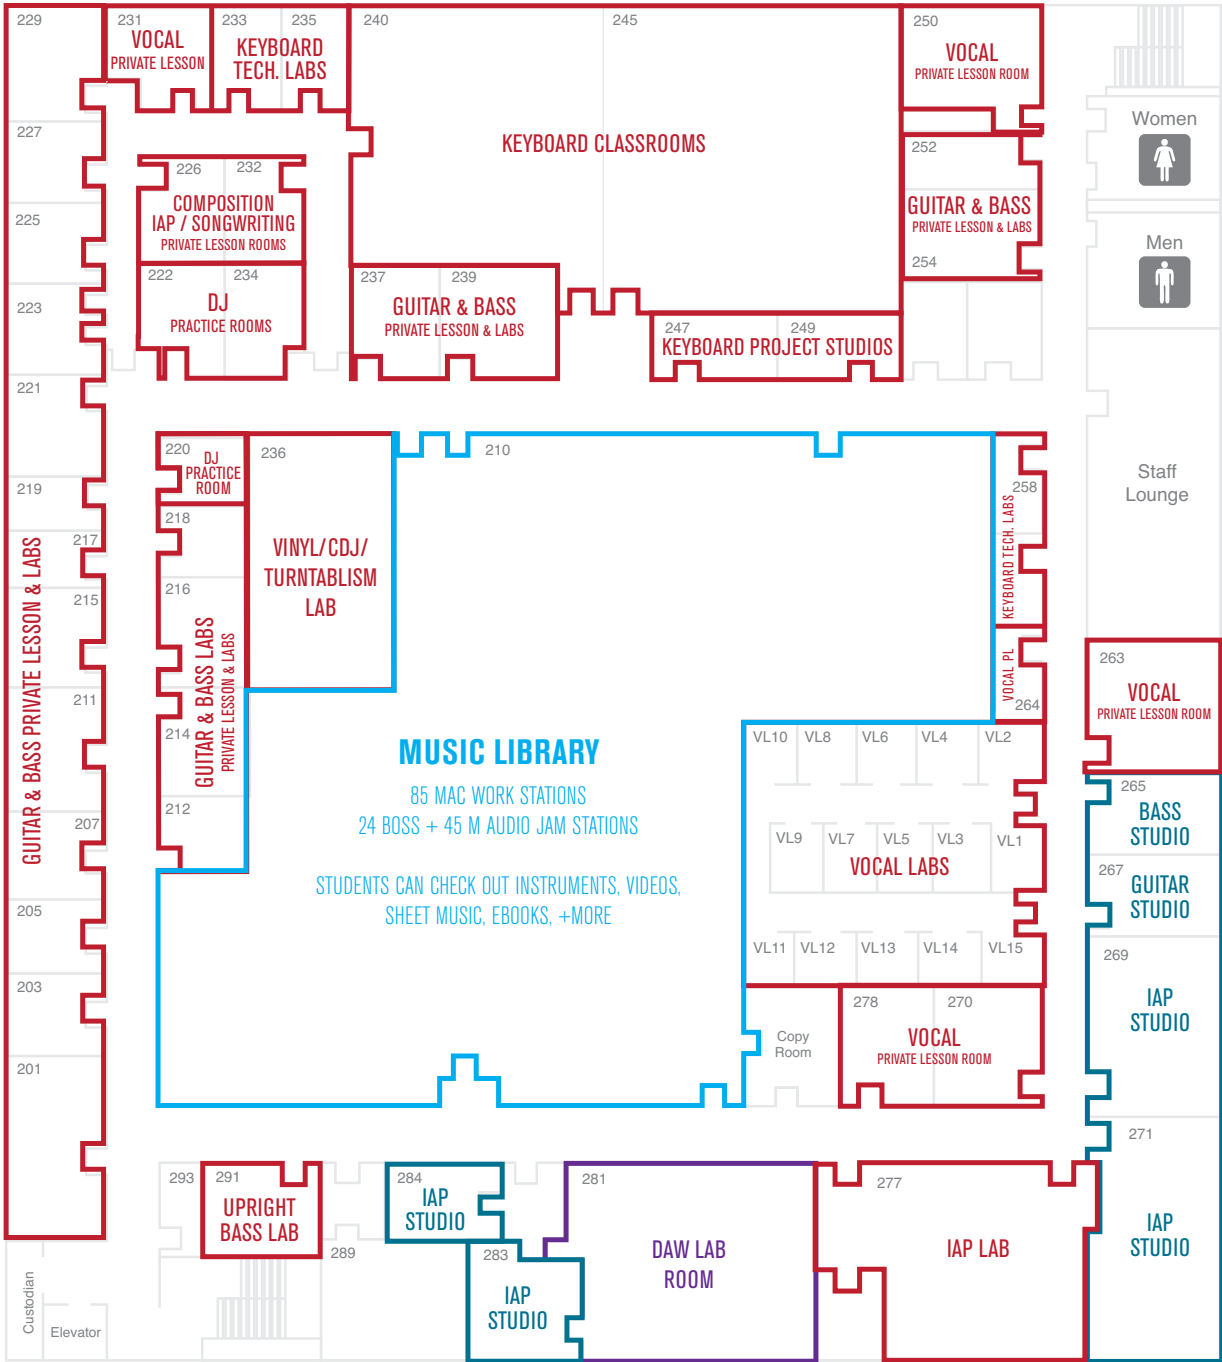 229
231
VOCAL
PRIVATE LESSON
233
235
KEYBOARD
TECH. LABS
240
245
KEYBOARD CLASSROOMS
250
VOCAL
PRIVATE LESSON ROOM
Women
227
226
232
COMPOSITION
IAP / SONGWRITING
PRIVATE LESSON ROOMS
252
GUITAR & BASS
PRIVATE LESSON & LABS
254
Men
225
222
234
DJ
PRACTICE ROOMS
237
239
GUITAR & BASS
PRIVATE LESSON & LABS
247
249
KEYBOARD PROJECT STUDIOS
223
221
219
217
215
211
207
205
203
201
GUITAR & BASS PRIVATE LESSON & LABS
220
DJ
PRACTICE
ROOM
236
VINYL/CDJ/
TURNTABLISM
LAB
218
216
214
212
GUITAR & BASS LABS
PRIVATE LESSON & LABS
210
MUSIC LIBRARY
85 MAC WORK STATIONS
24 BOSS + 45 M AUDIO JAM STATIONS
STUDENTS CAN CHECK OUT INSTRUMENTS, VIDEOS,
SHEET MUSIC, EBOOKS, +MORE
258
KEYBOARD TECH. LABS
VOCAL PL
264
Staff
Lounge
263
VOCAL
PRIVATE LESSON ROOM
VL10
VL8
VL6
VL4
VL2
VL9
VL7
VL5
VL3
VL1
VOCAL LABS
VL11
VL12
VL13
VL14
VL15
265
BASS
STUDIO
267
GUITAR
STUDIO
269
IAP
STUDIO
Copy
Room
278
270
VOCAL
PRIVATE LESSON ROOM
271
IAP
STUDIO
293
291
UPRIGHT
BASS LAB
289
284
IAP
STUDIO
283
IAP
STUDIO
281
DAW LAB
ROOM
277
IAP LAB
Custodian
Elevator